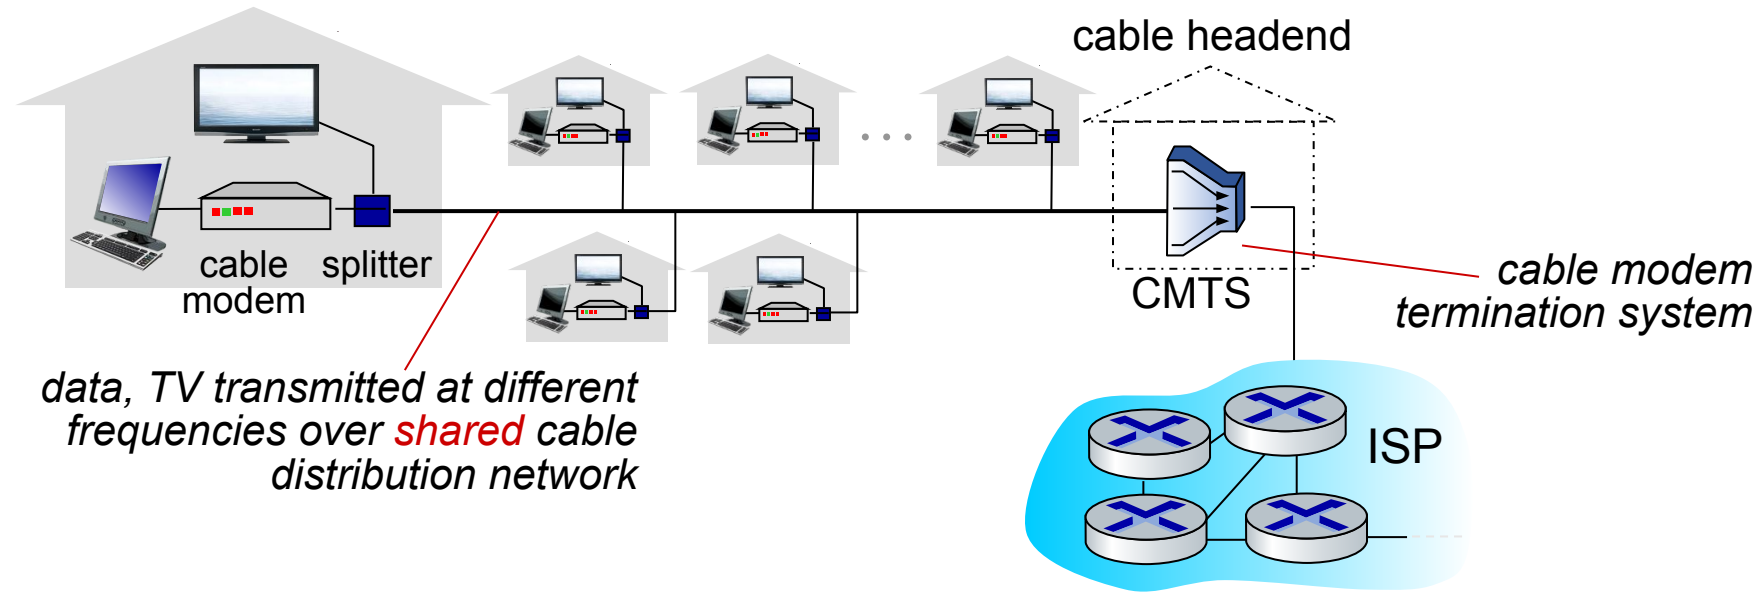 cable headend
cable
modem
splitter
CMTS
cable modem
termination system
data, TV transmitted at different
frequencies over shared cable
distribution network
ISP